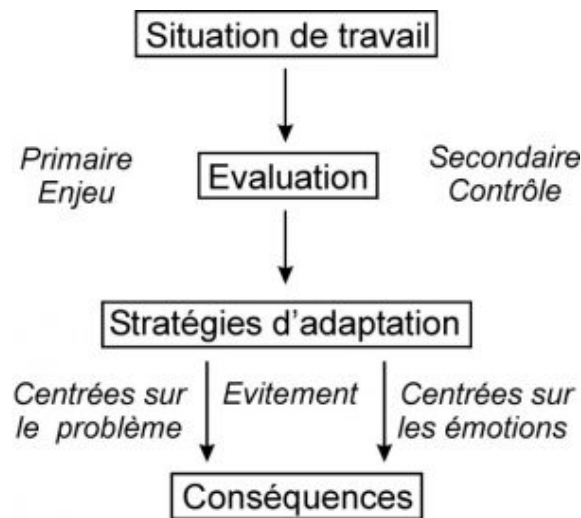 Situation de travail
Primaire
Enjeu
Evaluation
Secondaire
Contrôle
Stratégies d'adaptation
Centrées sur
le problème
Evitement
Centrées sur
les émotions
Conséquences